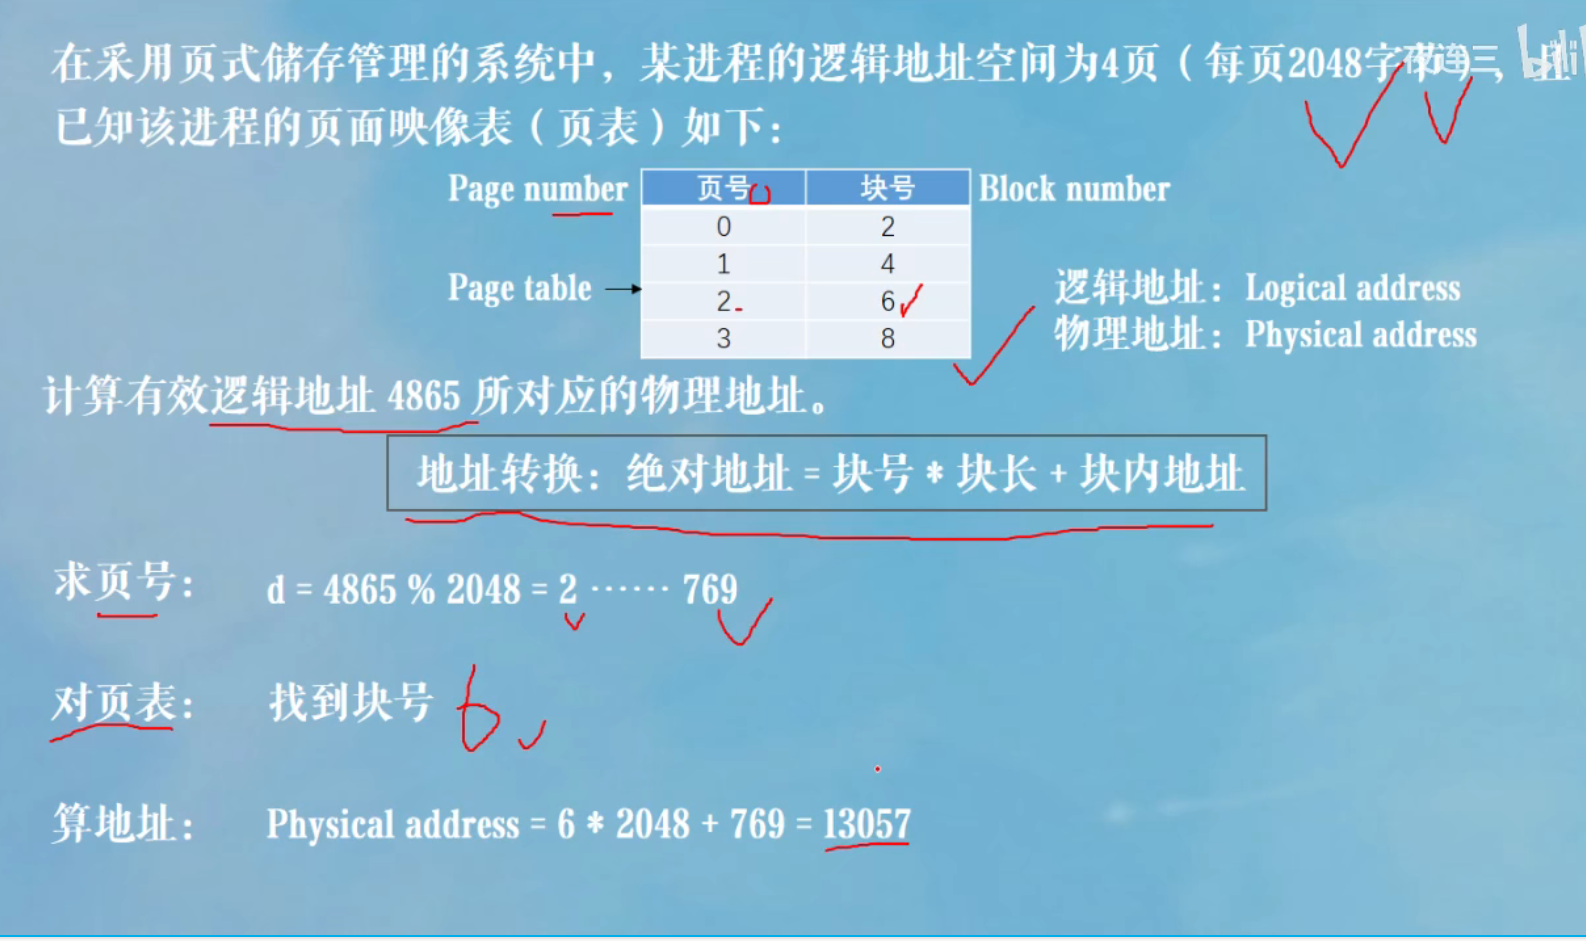 在采用页式储存管理的系统中，某进程的逻辑地址空间为4页（每页2048字节），且
已知该进程的页面映像表（页表）如下：
Page number 页号 块号 Block number
0 2
1 4
Page table 2 6
3 8
逻辑地址：Logical address
物理地址：Physical address
计算有效逻辑地址 4865 所对应的物理地址。
地址转换：绝对地址 = 块号 * 块长 + 块内地址
求页号： d = 4865 % 2048 = 2 ······ 769
对页表： 找到块号 6
算地址： Physical address = 6 * 2048 + 769 = 13057